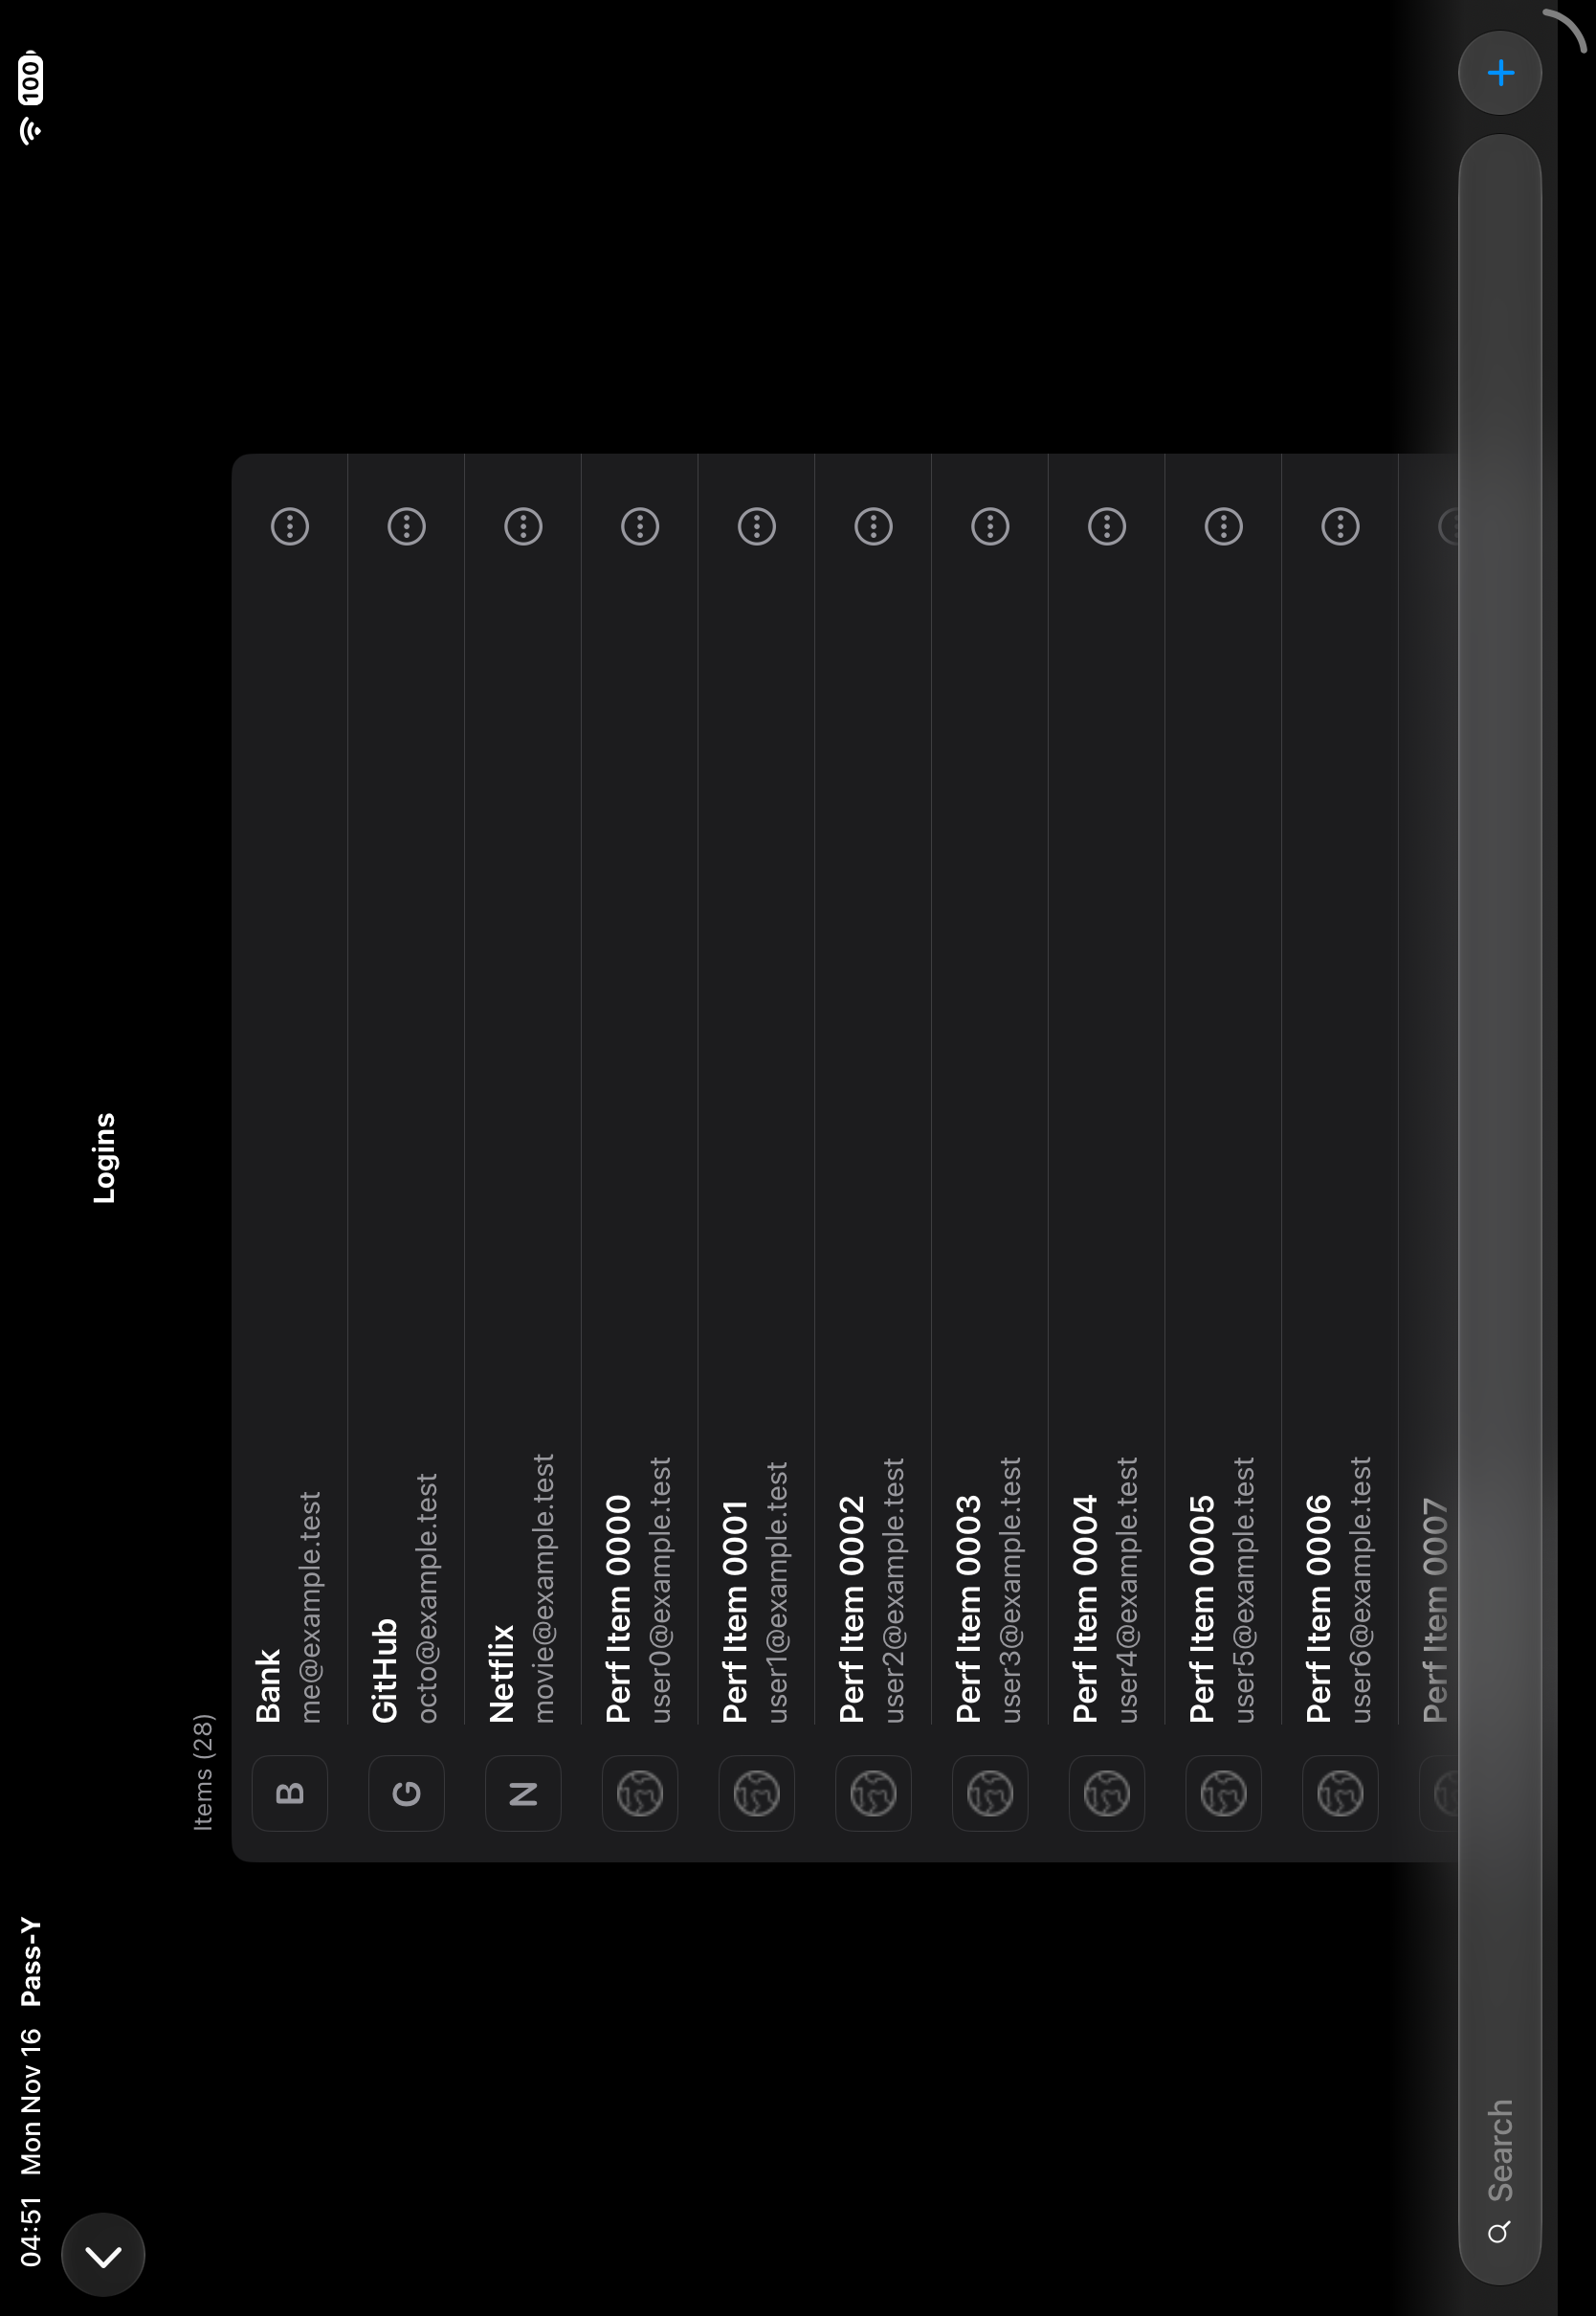 04:51 Mon Nov 16 Pass-Y
100
Logins
Items (28)
B
Bank
me@example.test
G
GitHub
octo@example.test
N
Netflix
movie@example.test
Perf Item 0000
user0@example.test
Perf Item 0001
user1@example.test
Perf Item 0002
user2@example.test
Perf Item 0003
user3@example.test
Perf Item 0004
user4@example.test
Perf Item 0005
user5@example.test
Perf Item 0006
user6@example.test
Perf Item 0007
Search